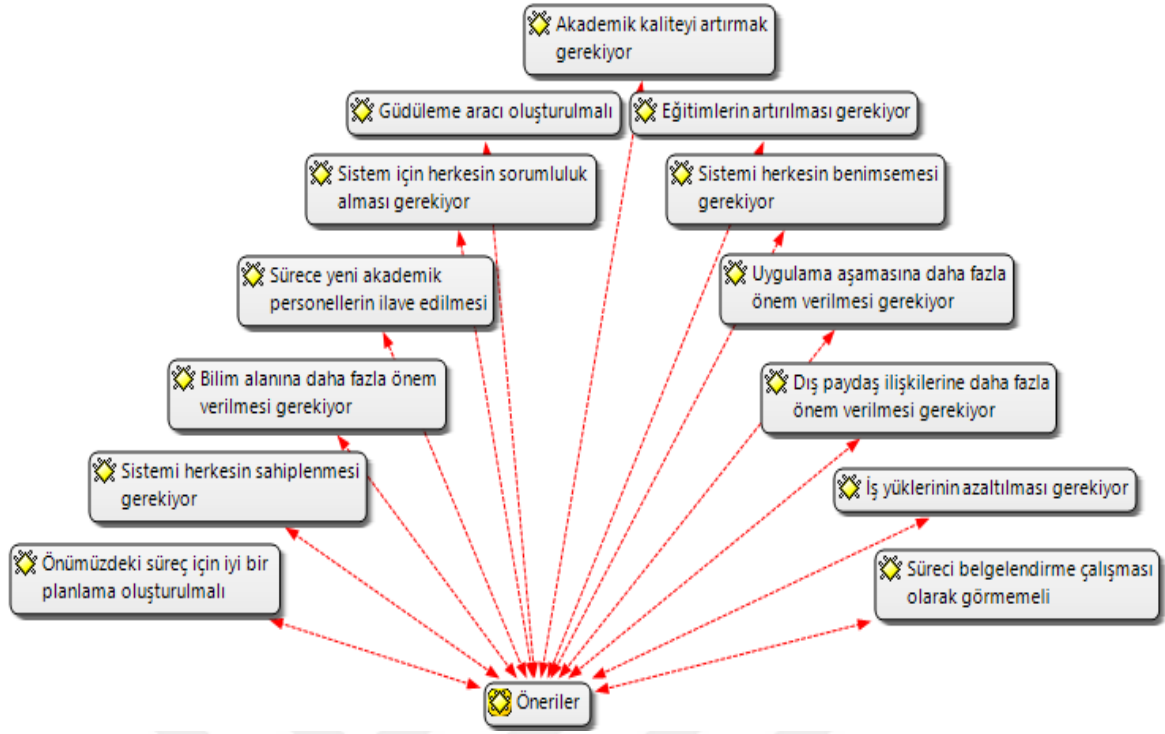 Akademik kaliteyi artırmak
gerekiyor
Güdüleme aracı oluşturulmalı
Eğitimlerin artırılması gerekiyor
Sistem için herkesin sorumluluk
alması gerekiyor
Sistemi herkesin benimsemesi
gerekiyor
Sürece yeni akademik
personellerin ilave edilmesi
Uygulama aşamasına daha fazla
önem verilmesi gerekiyor
Bilim alanına daha fazla önem
verilmesi gerekiyor
Dış paydaş ilişkilerine daha fazla
önem verilmesi gerekiyor
Sistemi herkesin sahiplenmesi
gerekiyor
İş yüklerinin azaltılması gerekiyor
Önümüzdeki süreç için iyi bir
planlama oluşturulmalı
Süreci belgelendirme çalışması
olarak görmemeli
Öneriler